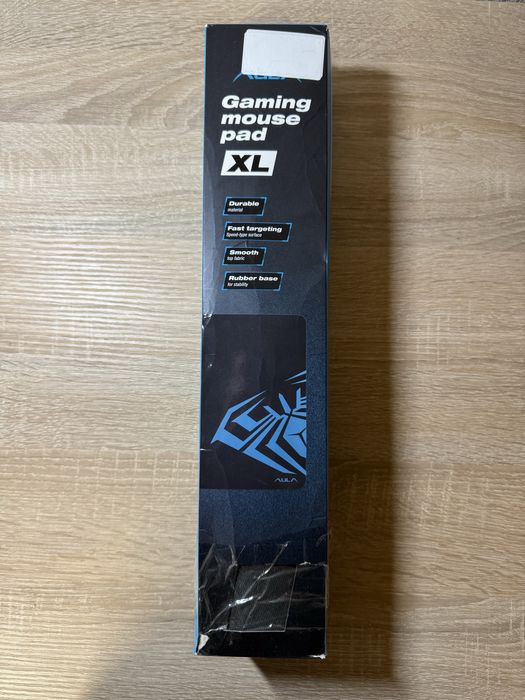 AULA
Gaming
mouse
pad
XL
Durable
material
Fast targeting
Speed-type surface
Smooth
top fabric
Rubber base
for stability
AULA